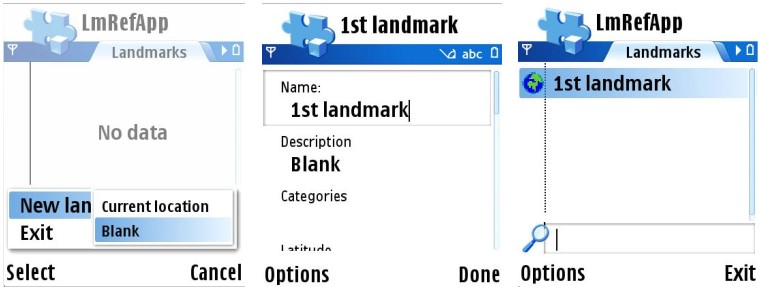 LmRefApp
Landmarks
No data
New lan
Current location
Exit
Blank
Select
Cancel
1st landmark
abc
Name:
1st landmark
Description
Blank
Categories
Latitude
Options
Done
LmRefApp
Landmarks
1st landmark
Options
Exit